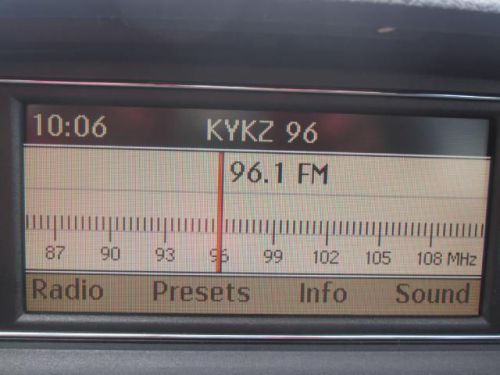 10:06 KYKZ 96
96.1 FM
87 90 93 96 99 102 105 108 MHz
Radio Presets Info Sound